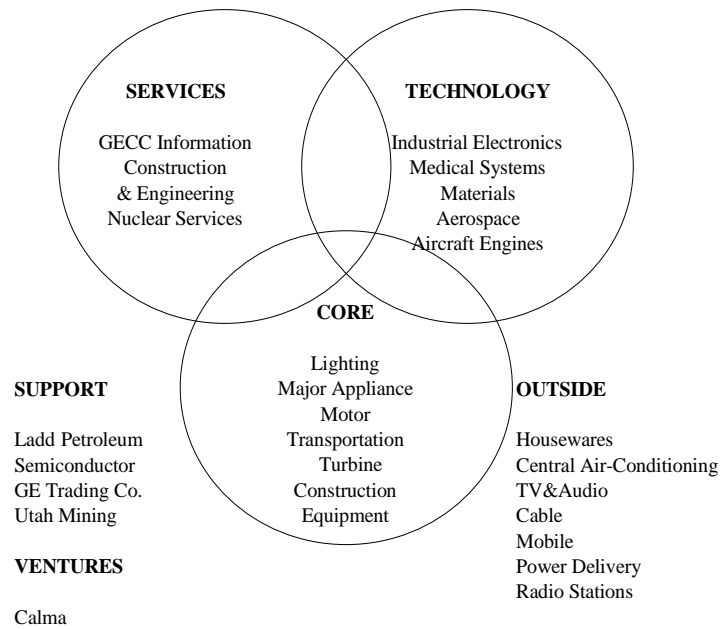 SERVICES
GECC Information
Construction
& Engineering
Nuclear Services
TECHNOLOGY
Industrial Electronics
Medical Systems
Materials
Aerospace
Aircraft Engines
CORE
Lighting
Major Appliance
Motor
Transportation
Turbine
Construction
Equipment
SUPPORT
Ladd Petroleum
Semiconductor
GE Trading Co.
Utah Mining
VENTURES
Calma
OUTSIDE
Housewares
Central Air-Conditioning
TV&Audio
Cable
Mobile
Power Delivery
Radio Stations